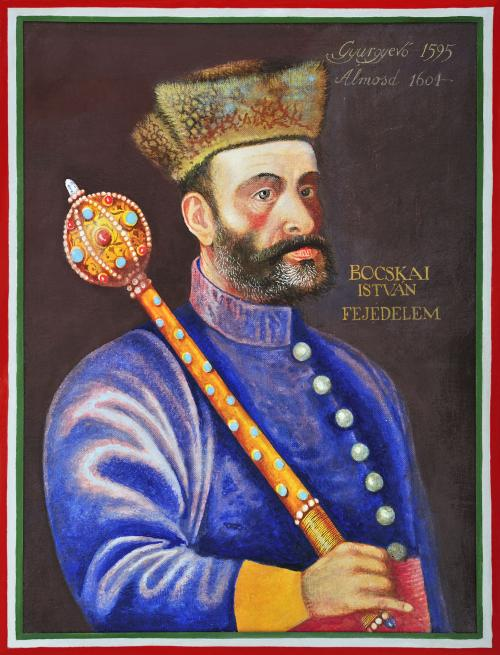 Gyurgyevó 1595
Álmosd 1604
BOCSKAI
ISTVÁN
FEJEDELEM